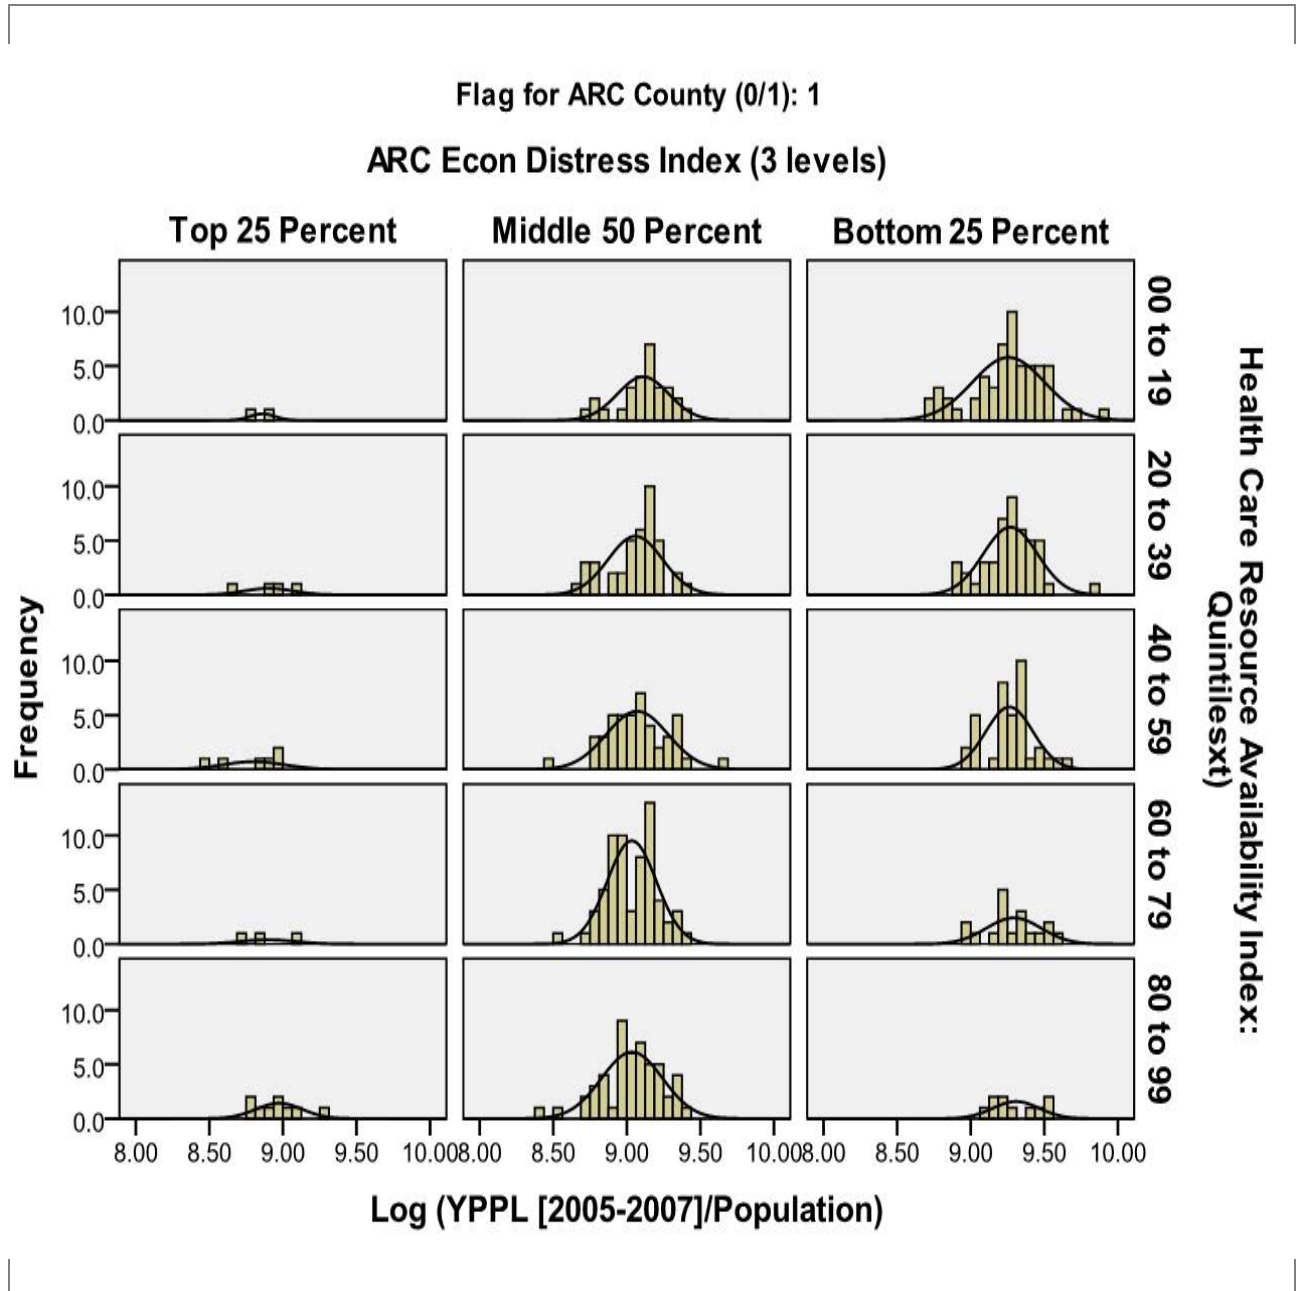 Flag for ARC County (0/1): 1
ARC Econ Distress Index (3 levels)
Top 25 Percent
Middle 50 Percent
Bottom 25 Percent
10.0
5.0
0.0
00 to 19
10.0
5.0
0.0
20 to 39
10.0
5.0
0.0
40 to 59
10.0
5.0
0.0
60 to 79
10.0
5.0
0.0
80 to 99
Frequency
Health Care Resource Availability Index:
Quintilesxt)
8.00 8.50 9.00 9.50 10.00 8.00 8.50 9.00 9.50 10.00 8.00 8.50 9.00 9.50 10.00
Log (YPPL [2005-2007]/Population)